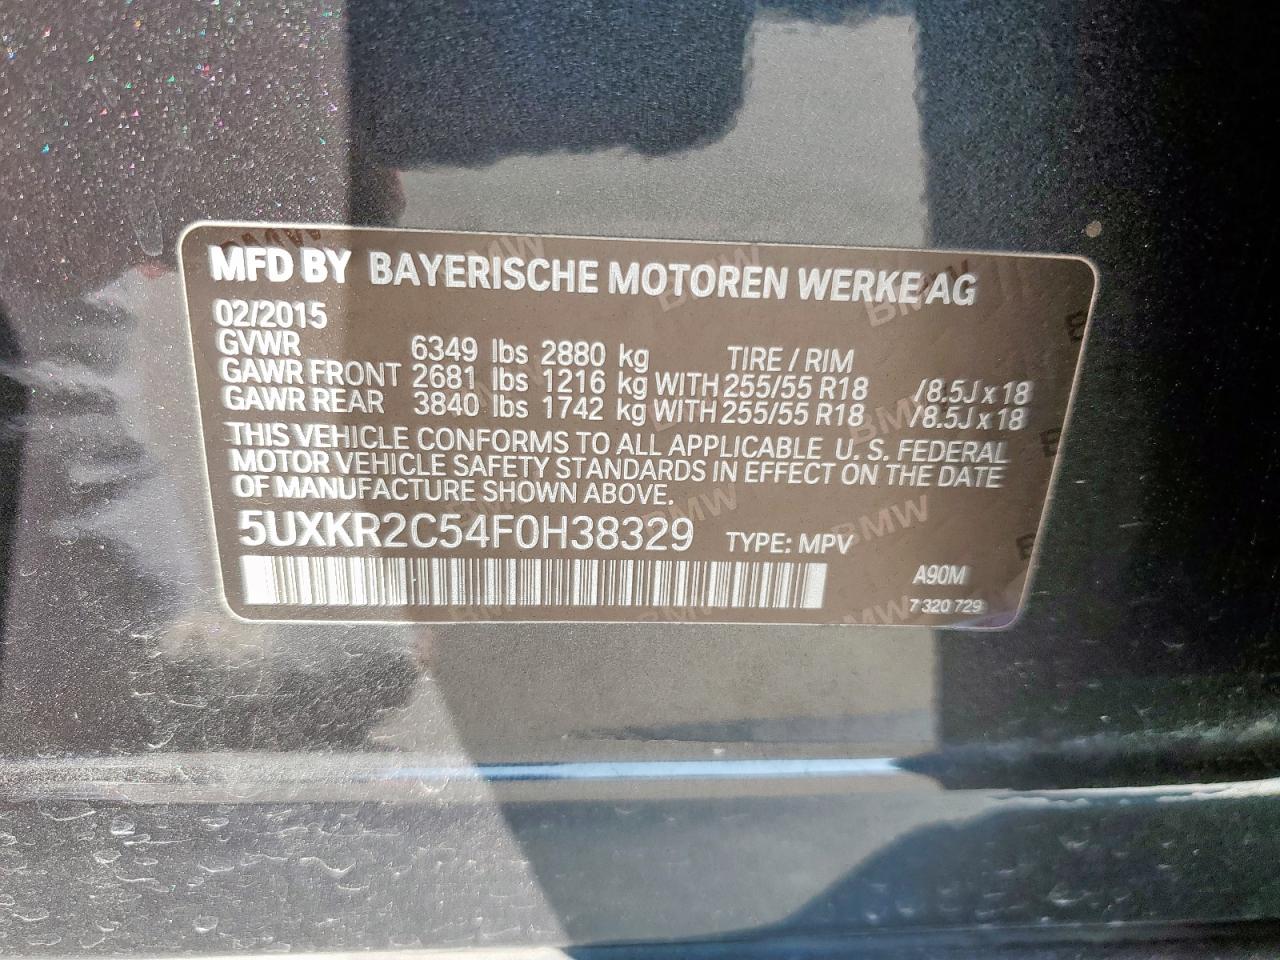 MFD BY BAYERISCHE MOTOREN WERKE AG
02/2015
GVWR 6349 lbs 2880 kg TIRE / RIM
GAWR FRONT 2681 lbs 1216 kg WITH 255/55 R18 /8.5J x 18
GAWR REAR 3840 lbs 1742 kg WITH 255/55 R18 /8.5J x 18
THIS VEHICLE CONFORMS TO ALL APPLICABLE U. S. FEDERAL
MOTOR VEHICLE SAFETY STANDARDS IN EFFECT ON THE DATE
OF MANUFACTURE SHOWN ABOVE.
5UXKR2C54F0H38329 TYPE: MPV
A90M
7 320 729